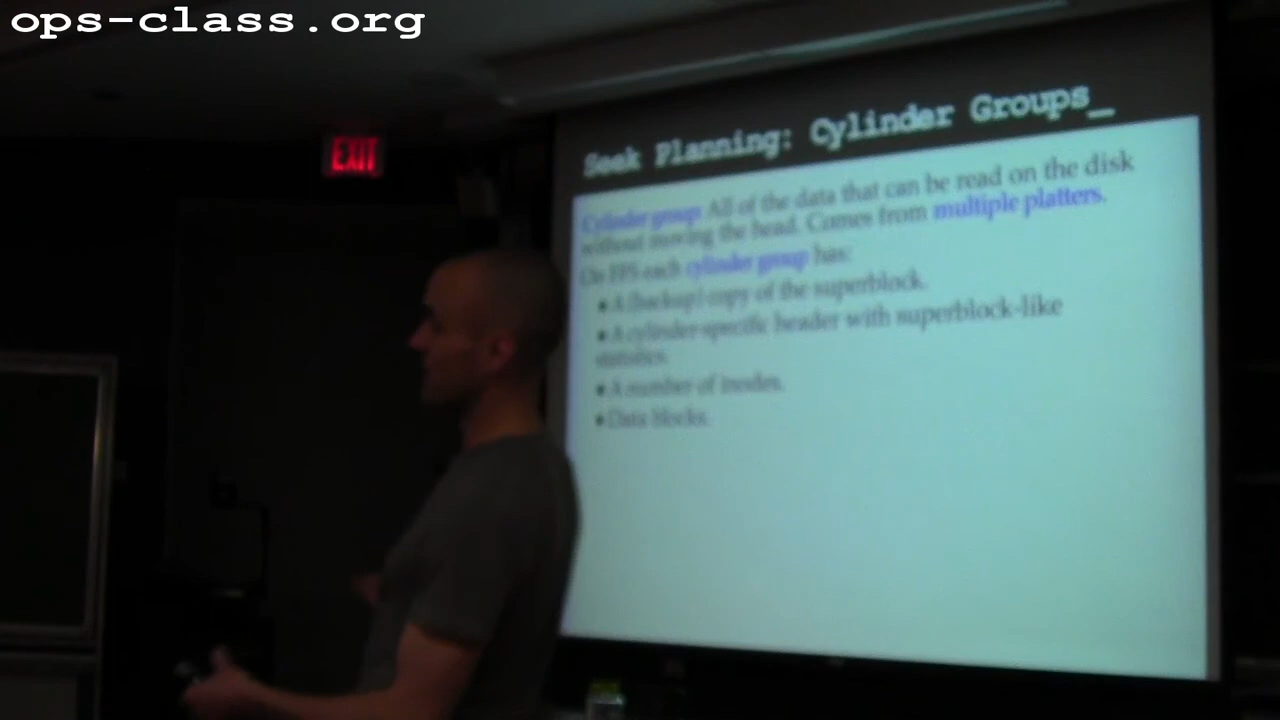 ops-class.org
EXIT
Seek Planning: Cylinder Groups_
Cylinder group: All of the data that can be read on the disk
without moving the head. Comes from multiple platters.
On FFS each cylinder group has:
• A (backup) copy of the superblock.
• A cylinder-specific header with superblock-like
statistics.
• A number of inodes.
• Data blocks.